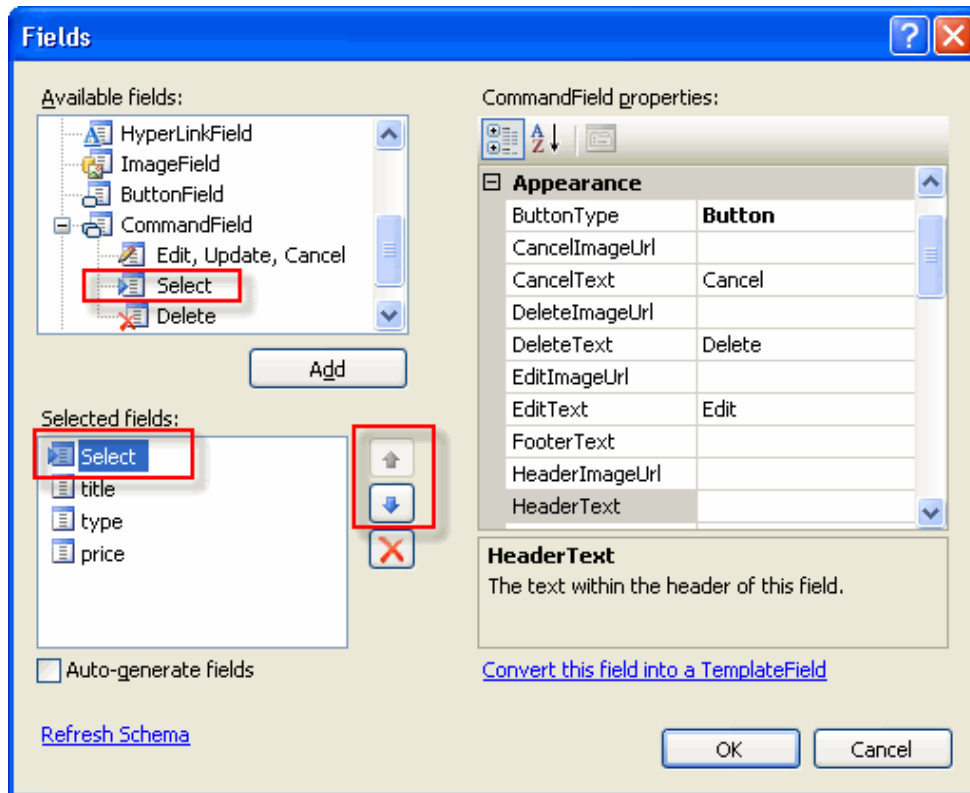 Fields
Available fields:
HyperLinkField
ImageField
ButtonField
CommandField
Edit, Update, Cancel
Select
Delete
Add
Selected fields:
Select
title
type
price
Auto-generate fields
Refresh Schema
CommandField properties:
Appearance
ButtonType Button
CancelImageUrl
CancelText Cancel
DeleteImageUrl
DeleteText Delete
EditImageUrl
EditText Edit
FooterText
HeaderImageUrl
HeaderText
HeaderText
The text within the header of this field.
Convert this field into a TemplateField
OK Cancel